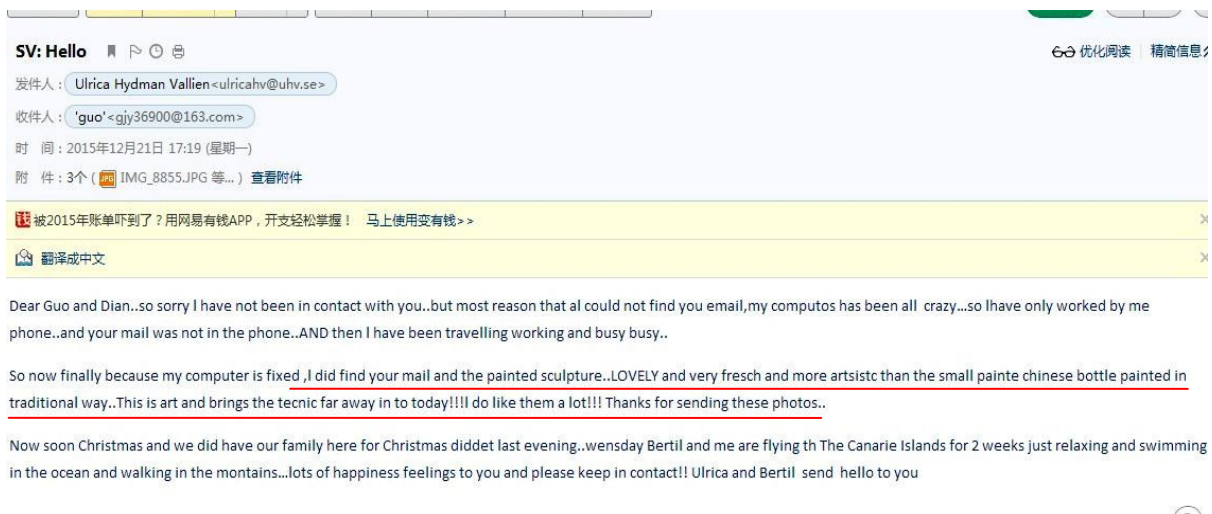 SV: Hello
优化阅读 精简信息
发件人：Ulrica Hydman Vallien<ulricahv@uhv.se>
收件人：'guo'<gjy36900@163.com>
时 间：2015年12月21日 17:19 (星期一)
附 件：3个 ( IMG_8855.JPG 等... ) 查看附件
被2015年账单吓到了？用网易有钱APP，开支轻松掌握！ 马上使用变有钱>>
翻译成中文
Dear Guo and Dian..so sorry I have not been in contact with you..but most reason that aI could not find you email,my computos has been all crazy...so Ihave only worked by me
phone..and your mail was not in the phone..AND then I have been travelling working and busy busy..
So now finally because my computer is fixed ,I did find your mail and the painted sculpture..LOVELY and very fresch and more artsistc than the small painte chinese bottle painted in
traditional way..This is art and brings the tecnic far away in to today!!!I do like them a lot!!! Thanks for sending these photos..
Now soon Christmas and we did have our family here for Christmas diddet last evening..wensday Bertil and me are flying th The Canarie Islands for 2 weeks just relaxing and swimming
in the ocean and walking in the montains...lots of happiness feelings to you and please keep in contact!! Ulrica and Bertil send hello to you